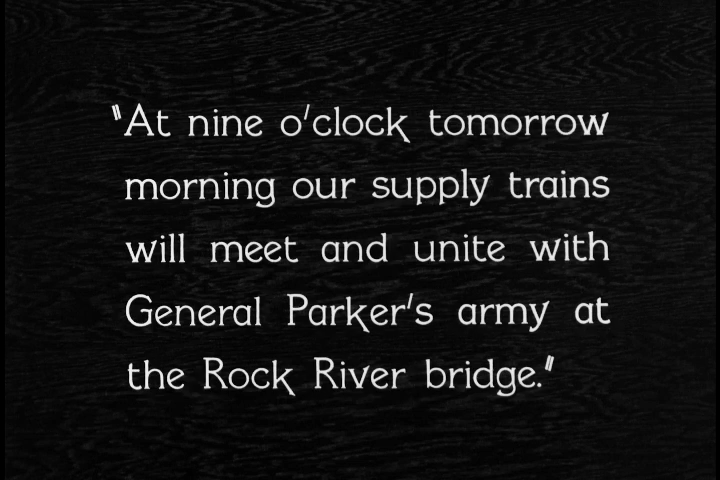 "At nine o'clock tomorrow
morning our supply trains
will meet and unite with
General Parker's army at
the Rock River bridge."